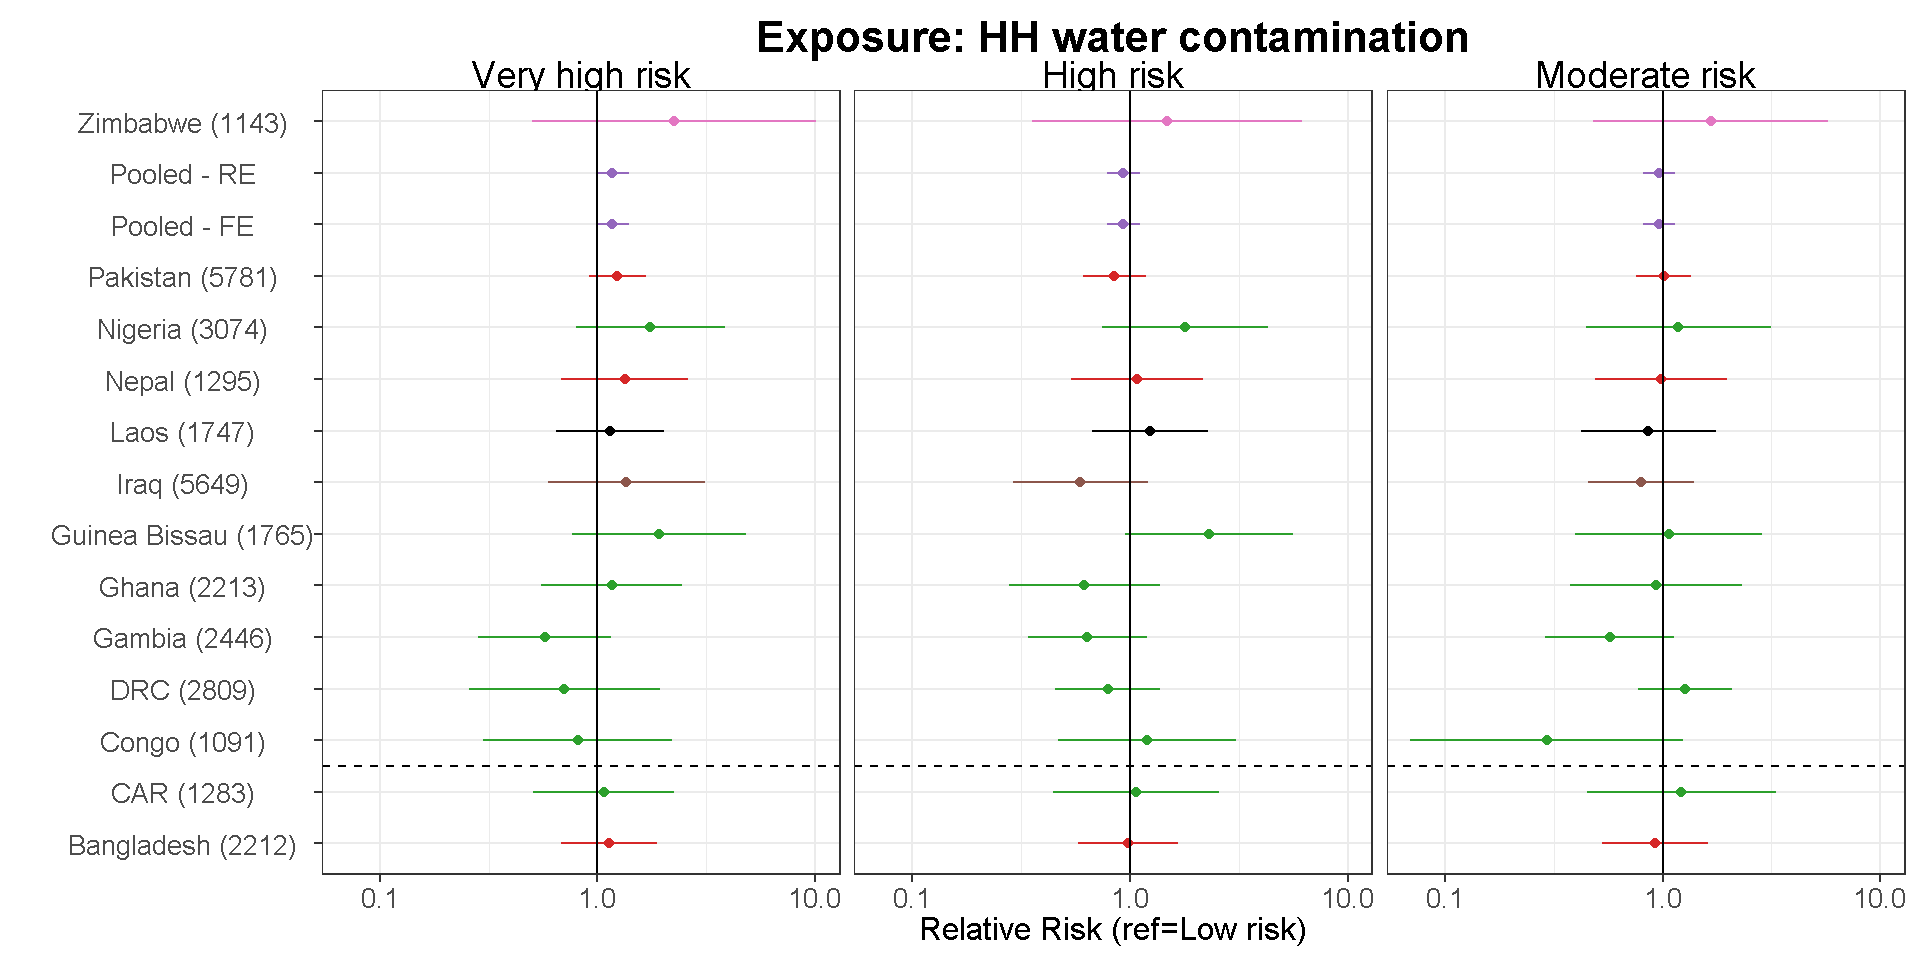 Exposure: HH water contamination
Very high risk
High risk
Moderate risk
Zimbabwe (1143)
Pooled - RE
Pooled - FE
Pakistan (5781)
Nigeria (3074)
Nepal (1295)
Laos (1747)
Iraq (5649)
Guinea Bissau (1765)
Ghana (2213)
Gambia (2446)
DRC (2809)
Congo (1091)
CAR (1283)
Bangladesh (2212)
0.1 1.0 10.0 0.1 1.0 10.0 0.1 1.0 10.0
Relative Risk (ref=Low risk)